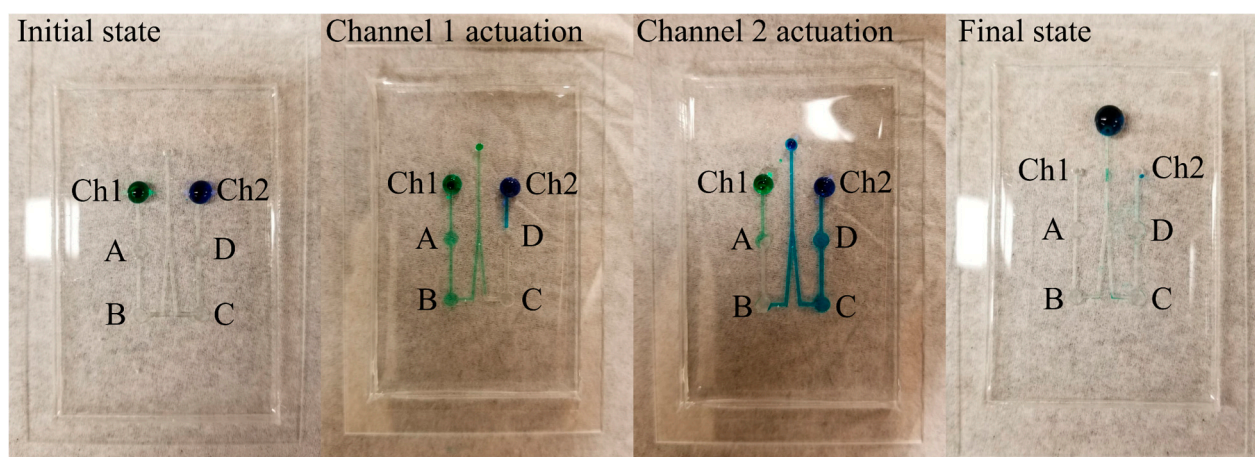 Initial state
Channel 1 actuation
Channel 2 actuation
Final state
Ch1 Ch2
A D
B C
Ch1 Ch2
A D
B C
Ch1 Ch2
A D
B C
Ch1 Ch2
A D
B C